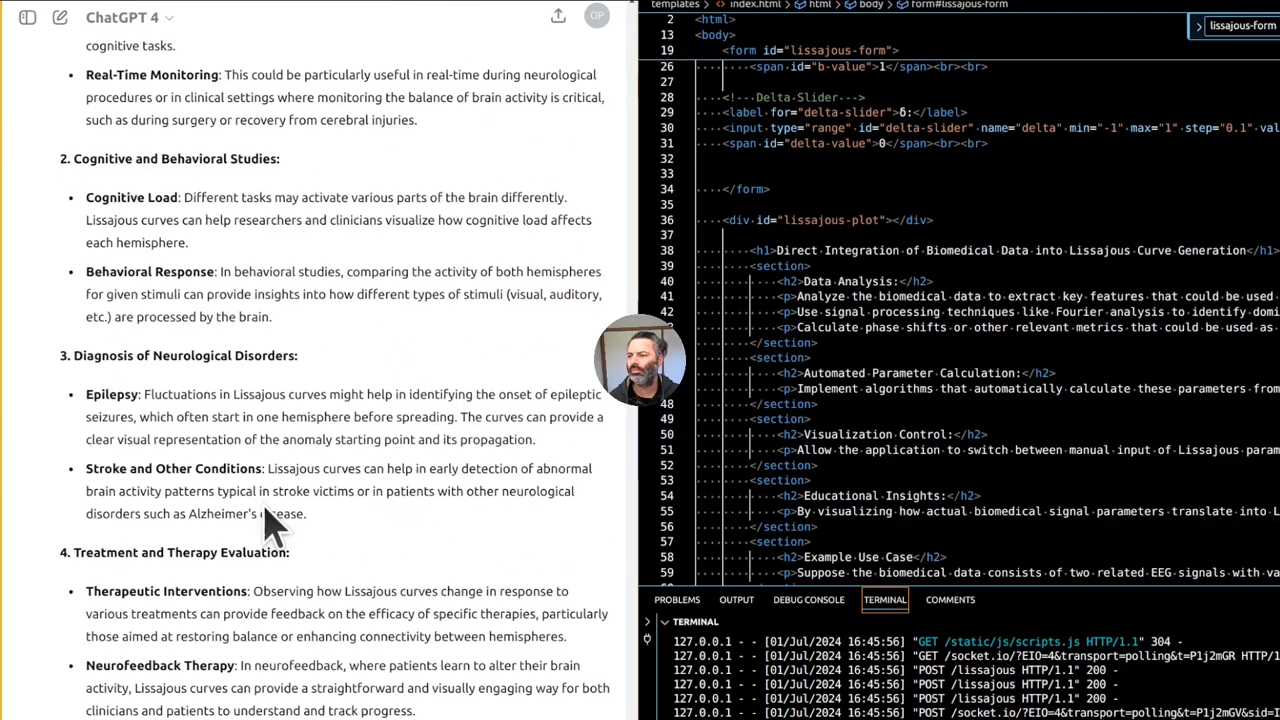 ChatGPT 4
OP
cognitive tasks.
• Real-Time Monitoring: This could be particularly useful in real-time during neurological
procedures or in clinical settings where monitoring the balance of brain activity is critical,
such as during surgery or recovery from cerebral injuries.
2. Cognitive and Behavioral Studies:
• Cognitive Load: Different tasks may activate various parts of the brain differently.
Lissajous curves can help researchers and clinicians visualize how cognitive load affects
each hemisphere.
• Behavioral Response: In behavioral studies, comparing the activity of both hemispheres
for given stimuli can provide insights into how different types of stimuli (visual, auditory,
etc.) are processed by the brain.
3. Diagnosis of Neurological Disorders:
• Epilepsy: Fluctuations in Lissajous curves might help in identifying the onset of epileptic
seizures, which often start in one hemisphere before spreading. The curves can provide a
clear visual representation of the anomaly starting point and its propagation.
• Stroke and Other Conditions: Lissajous curves can help in early detection of abnormal
brain activity patterns typical in stroke victims or in patients with other neurological
disorders such as Alzheimer's
4. Treatment and Therapy Evaluation:
• Therapeutic Interventions: Observing how Lissajous curves change in response to
various treatments can provide feedback on the efficacy of specific therapies, particularly
those aimed at restoring balance or enhancing connectivity between hemispheres.
• Neurofeedback Therapy: In neurofeedback, where patients learn to alter their brain
activity, Lissajous curves can provide a straightforward and visually engaging way for both
clinicians and patients to understand and track progress.
templates > index.html > html > body > form#lissajous-form
lissajous-form
2 <html>
13 <body>
19 <form id="lissajous-form">
26 <span id="b-value">1</span><br><br>
27
28 <!-- Delta Slider -->
29 <label for="delta-slider">δ:</label>
30 <input type="range" id="delta-slider" name="delta" min="-1" max="1" step="0.1" val
31 <span id="delta-value">0</span><br><br>
32
33
34 </form>
35
36 <div id="lissajous-plot"></div>
37
38 <h1>Direct Integration of Biomedical Data into Lissajous Curve Generation</h1>
39 <section>
40 <h2>Data Analysis:</h2>
41 <p>Analyze the biomedical data to extract key features that could be used
42 <p>Use signal processing techniques like Fourier analysis to identify domi
<p>Calculate phase shifts or other relevant metrics that could be used as
</section>
<section>
<h2>Automated Parameter Calculation:</h2>
<p>Implement algorithms that automatically calculate these parameters from
48 </section>
49 <section>
50 <h2>Visualization Control:</h2>
51 <p>Allow the application to switch between manual input of Lissajous param
52 </section>
53 <section>
54 <h2>Educational Insights:</h2>
55 <p>By visualizing how actual biomedical signal parameters translate into L
56 </section>
57 <section>
58 <h2>Example Use Case</h2>
59 <p>Suppose the biomedical data consists of two related EEG signals with va
PROBLEMS OUTPUT DEBUG CONSOLE TERMINAL COMMENTS
TERMINAL
127.0.0.1 - - [01/Jul/2024 16:45:56] "GET /static/js/scripts.js HTTP/1.1" 304 -
127.0.0.1 - - [01/Jul/2024 16:45:56] "GET /socket.io/?EIO=4&transport=polling&t=P1j2mGR HTTP/1
127.0.0.1 - - [01/Jul/2024 16:45:56] "POST /lissajous HTTP/1.1" 200 -
127.0.0.1 - - [01/Jul/2024 16:45:56] "POST /lissajous HTTP/1.1" 200 -
127.0.0.1 - - [01/Jul/2024 16:45:56] "POST /lissajous HTTP/1.1" 200 -
127.0.0.1 - - [01/Jul/2024 16:45:56] "POST /socket.io/?EIO=4&transport=polling&t=P1j2mGV&sid=